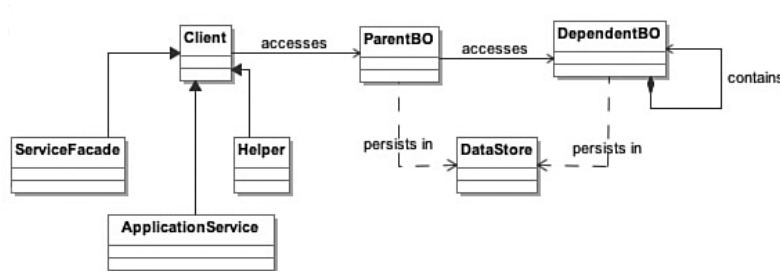 Client
accesses
ParentBO
accesses
DependentBO
contains
ServiceFacade
Helper
persists in
DataStore
persists in
ApplicationService